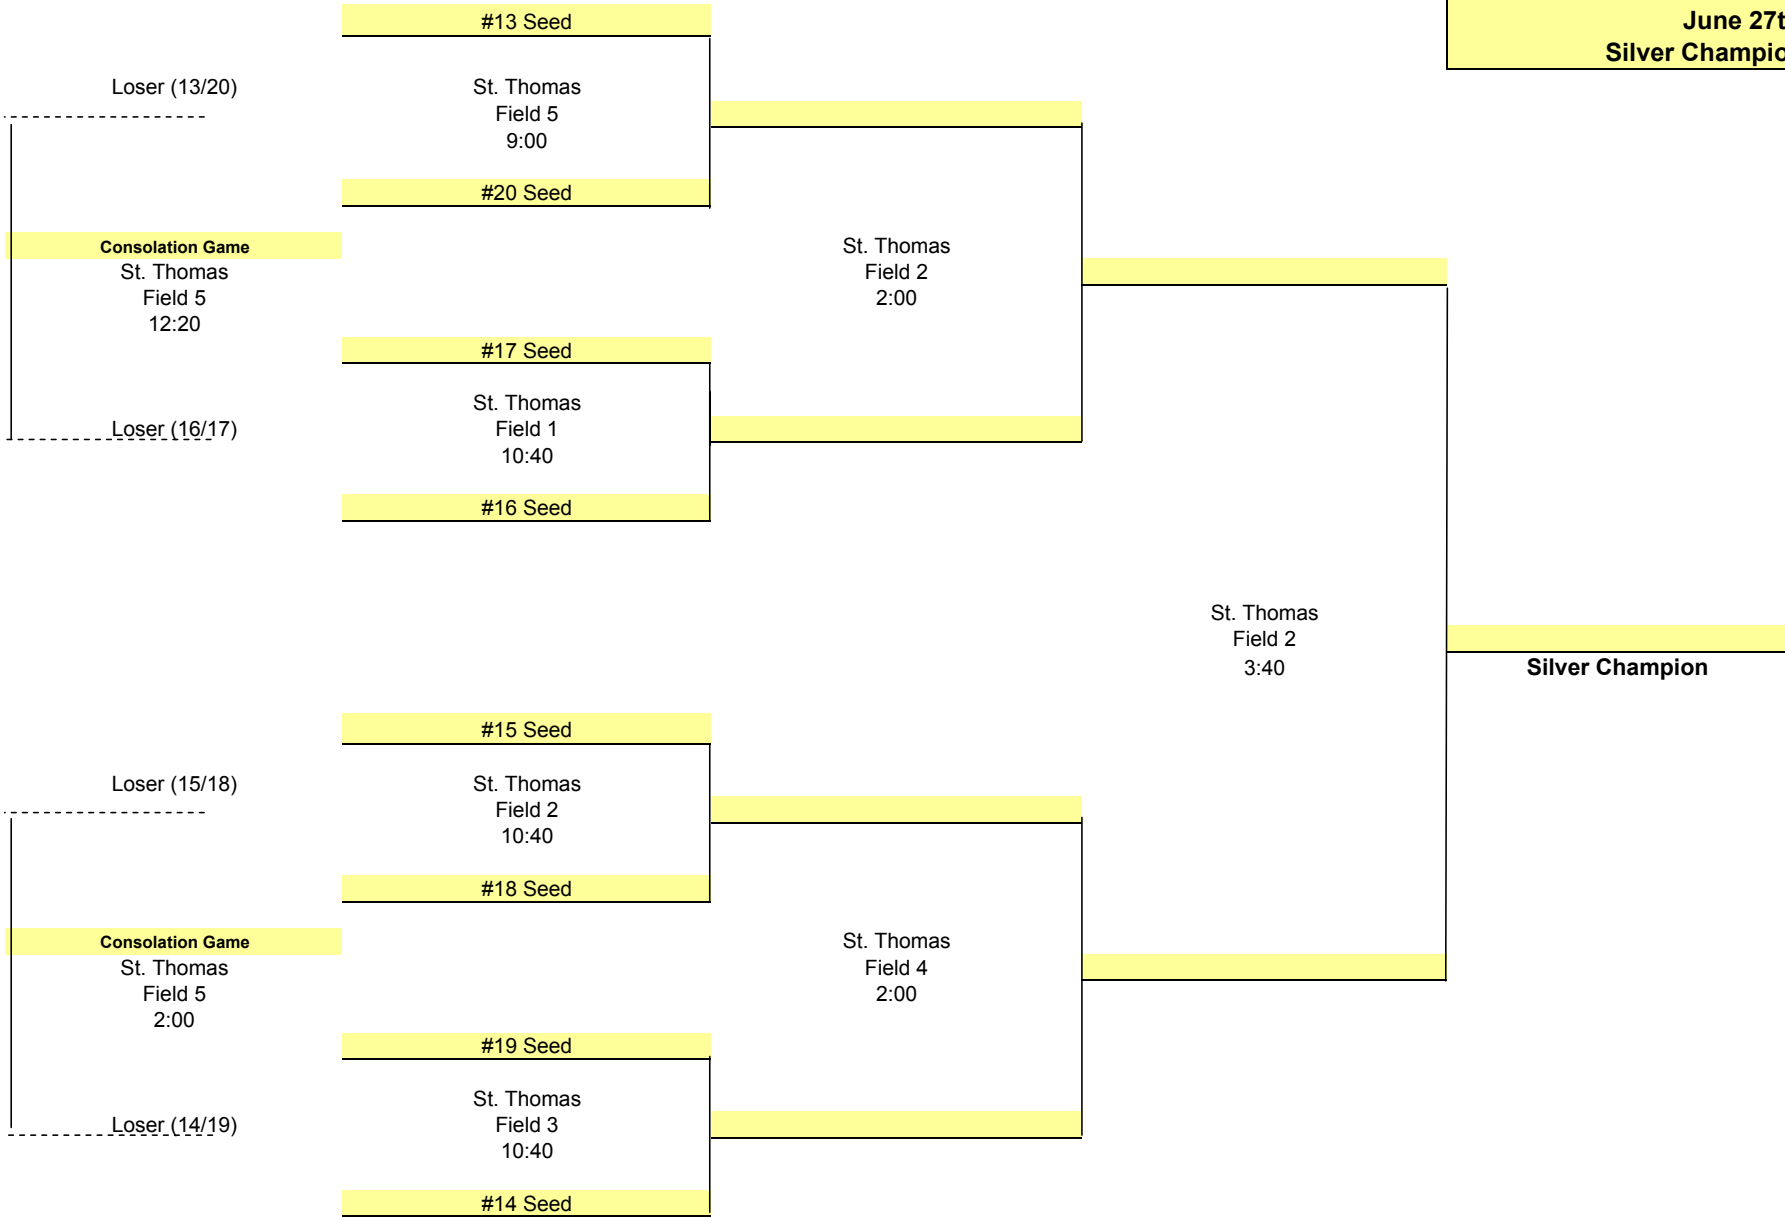 June 27t
Silver Champio
#13 Seed
Loser (13/20)
St. Thomas
Field 5
9:00
#20 Seed
Consolation Game
St. Thomas
Field 5
12:20
St. Thomas
Field 2
2:00
#17 Seed
Loser (16/17)
St. Thomas
Field 1
10:40
#16 Seed
St. Thomas
Field 2
3:40
Silver Champion
#15 Seed
Loser (15/18)
St. Thomas
Field 2
10:40
#18 Seed
Consolation Game
St. Thomas
Field 5
2:00
St. Thomas
Field 4
2:00
#19 Seed
Loser (14/19)
St. Thomas
Field 3
10:40
#14 Seed